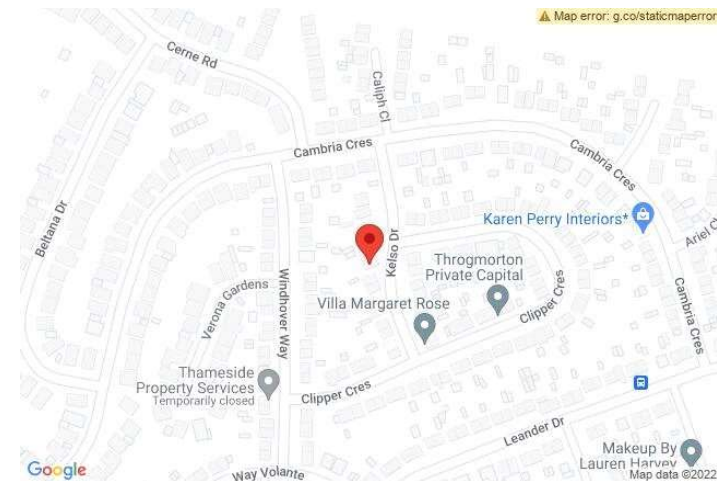 Map error: g.co/staticmaperror
Cerne Rd
Caliph Cl
Cambria Cres
Cambria Cres
Beltana Dr
Karen Perry Interiors*
Ariel C
Kelso Dr
Throgmorton
Private Capital
Windhover Way
Verona Gardens
Villa Margaret Rose
Clipper Cres
Cambria Cres
Thameside
Property Services
Temporarily closed
Clipper Cres
Leander Dr
Makeup By
Lauren Harvey
Google
Way Volante
Map data ©2022